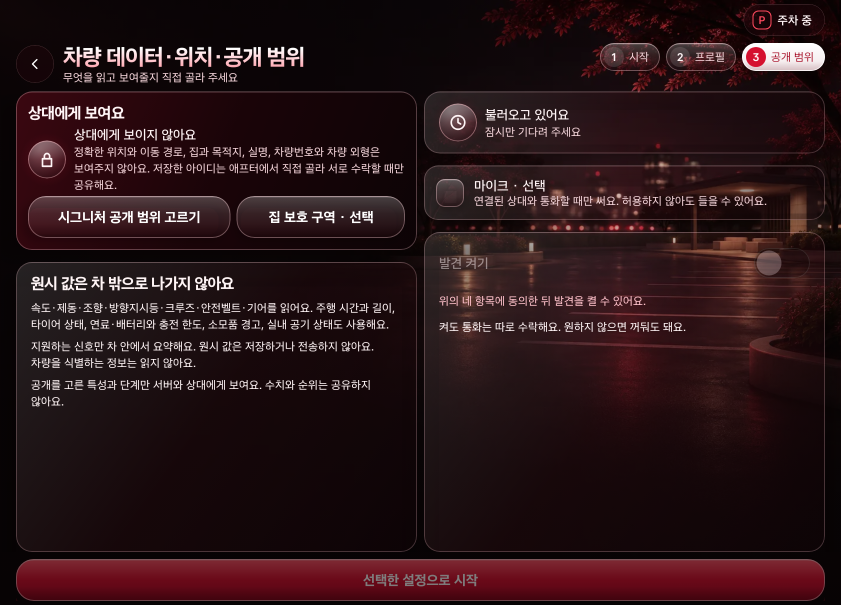 P 주차 중
차량 데이터·위치·공개 범위
무엇을 읽고 보여줄지 직접 골라 주세요
1 시작
2 프로필
3 공개 범위
상대에게 보여요
상대에게 보이지 않아요
정확한 위치와 이동 경로, 집과 목적지, 실명, 차량번호와 차량 외형은
보여주지 않아요. 저장한 아이디는 애프터에서 직접 골라 서로 수락할 때만
공유해요.
시그니처 공개 범위 고르기
집 보호 구역 · 선택
원시 값은 차 밖으로 나가지 않아요
속도·제동·조향·방향지시등·크루즈·안전벨트·기어를 읽어요. 주행 시간과 길이,
타이어 상태, 연료·배터리와 충전 한도, 소모품 경고, 실내 공기 상태도 사용해요.
지원하는 신호만 차 안에서 요약해요. 원시 값은 저장하거나 전송하지 않아요.
차량을 식별하는 정보는 읽지 않아요.
공개를 고른 특성과 단계만 서버와 상대에게 보여요. 수치와 순위는 공유하지
않아요.
불러오고 있어요
잠시만 기다려 주세요
마이크 · 선택
연결된 상대와 통화할 때만 써요. 허용하지 않아도 들을 수 있어요.
발견 켜기
위의 네 항목에 동의한 뒤 발견을 켤 수 있어요.
켜도 통화는 따로 수락해요. 원하지 않으면 꺼둬도 돼요.
선택한 설정으로 시작